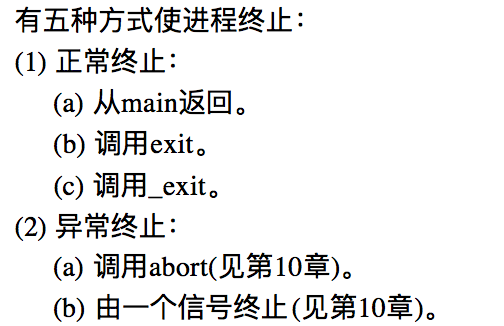 有五种方式使进程终止：
(1) 正常终止：
(a) 从main返回。
(b) 调用exit。
(c) 调用_exit。
(2) 异常终止：
(a) 调用abort(见第10章)。
(b) 由一个信号终止(见第10章)。